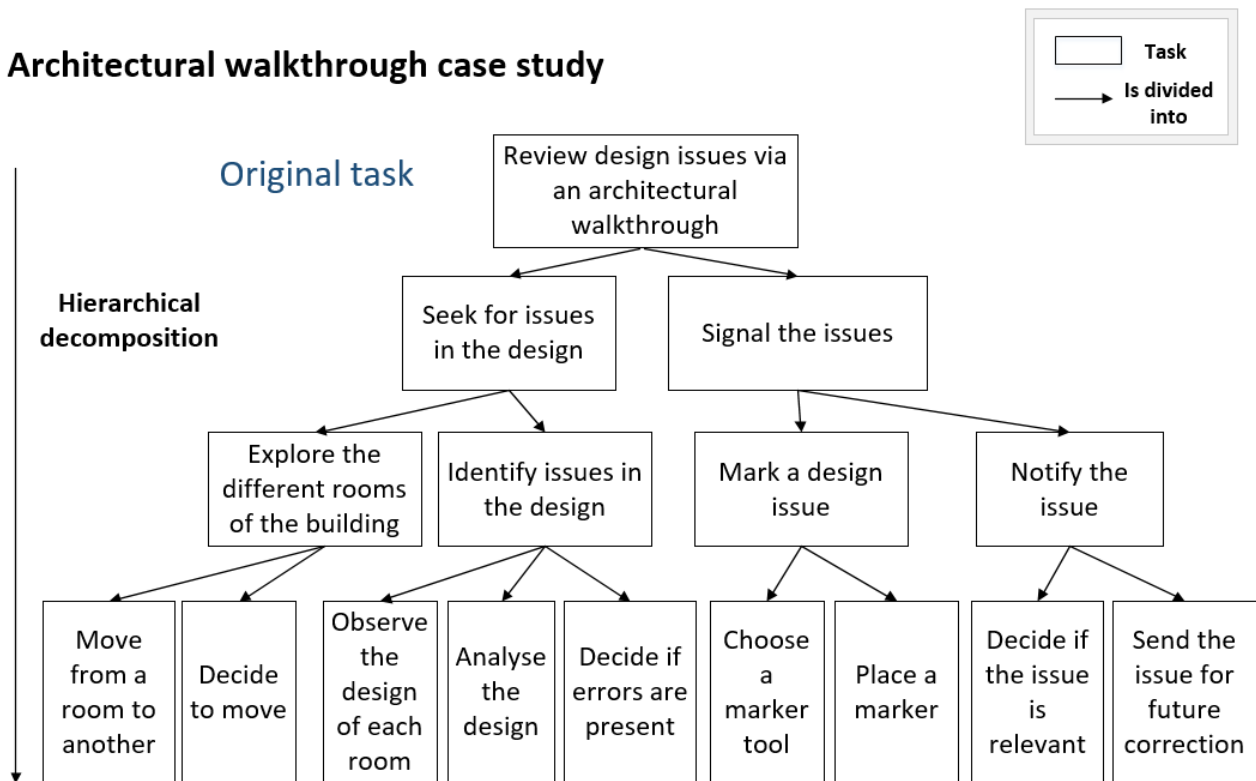 Architectural walkthrough case study
Task
Is divided
into
Original task
Review design issues via
an architectural
walkthrough
Hierarchical
decomposition
Seek for issues
in the design
Signal the issues
Explore the
different rooms
of the building
Identify issues in
the design
Mark a design
issue
Notify the
issue
Move
from a
room to
another
Decide
to move
Observe
the
design
of each
room
Analyse
the
design
Decide if
errors are
present
Choose
a
marker
tool
Place a
marker
Decide if
the issue
is
relevant
Send the
issue for
future
correction